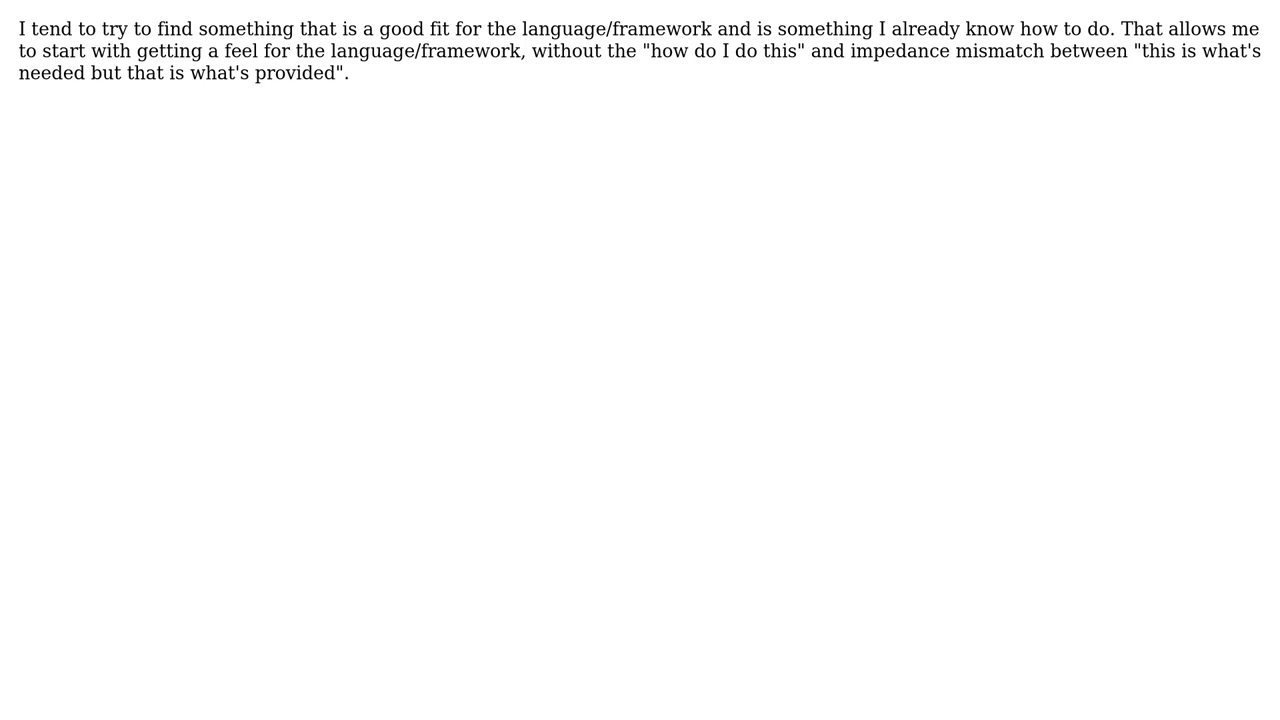 I tend to try to find something that is a good fit for the language/framework and is something I already know how to do. That allows me
to start with getting a feel for the language/framework, without the "how do I do this" and impedance mismatch between "this is what's
needed but that is what's provided".